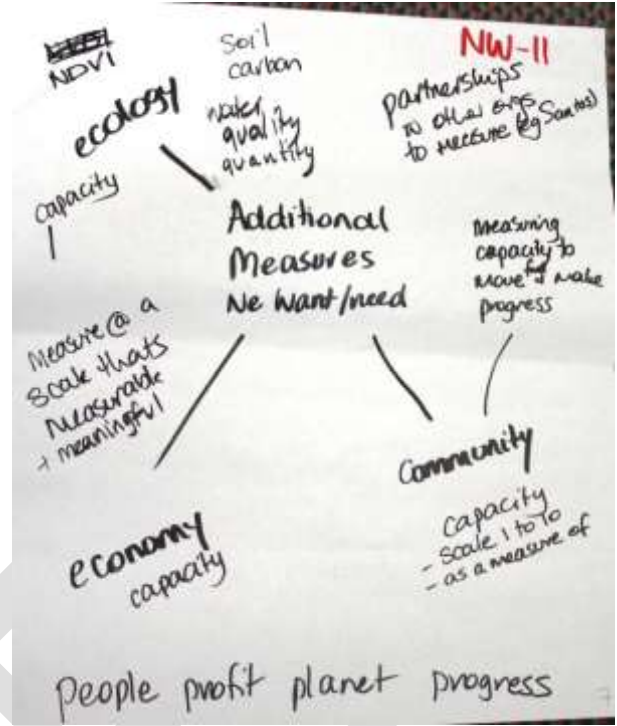 NDVI
ecology
Soil
carbon
water
quality
quantity
NW-11
partnerships
w other orgs
to measure (eg Santos)
capacity
Additional
Measures
We Want/need
Measuring
capacity to
move & make
progress
Measure @ a
scale thats
measurable
+ meaningful
Community
capacity
- Scale 1 to 10
- as a measure of
economy
capacity
people profit planet progress